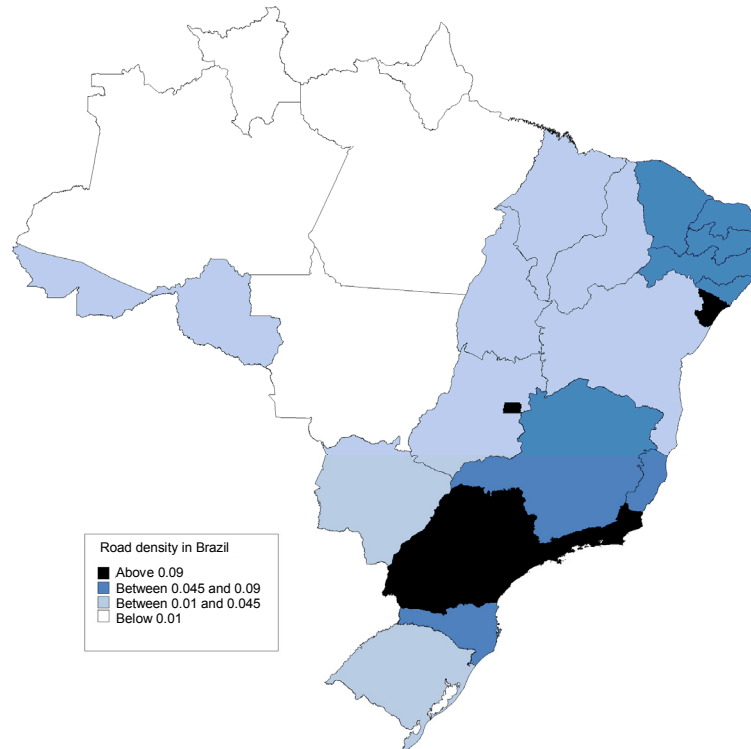 Road density in Brazil
Above 0.09
Between 0.045 and 0.09
Between 0.01 and 0.045
Below 0.01